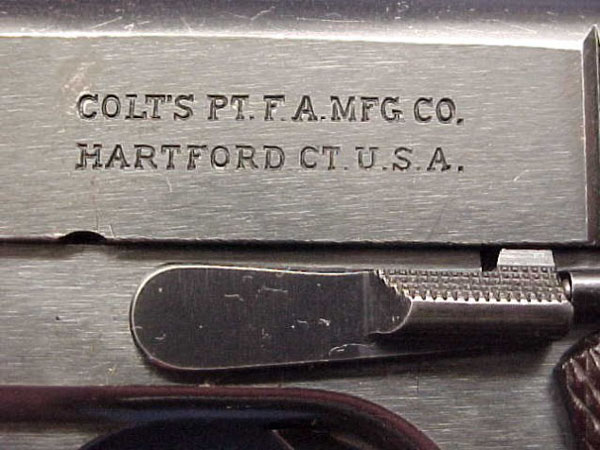 COLT'S PT. F. A. MFG. CO.
HARTFORD CT. U.S.A.